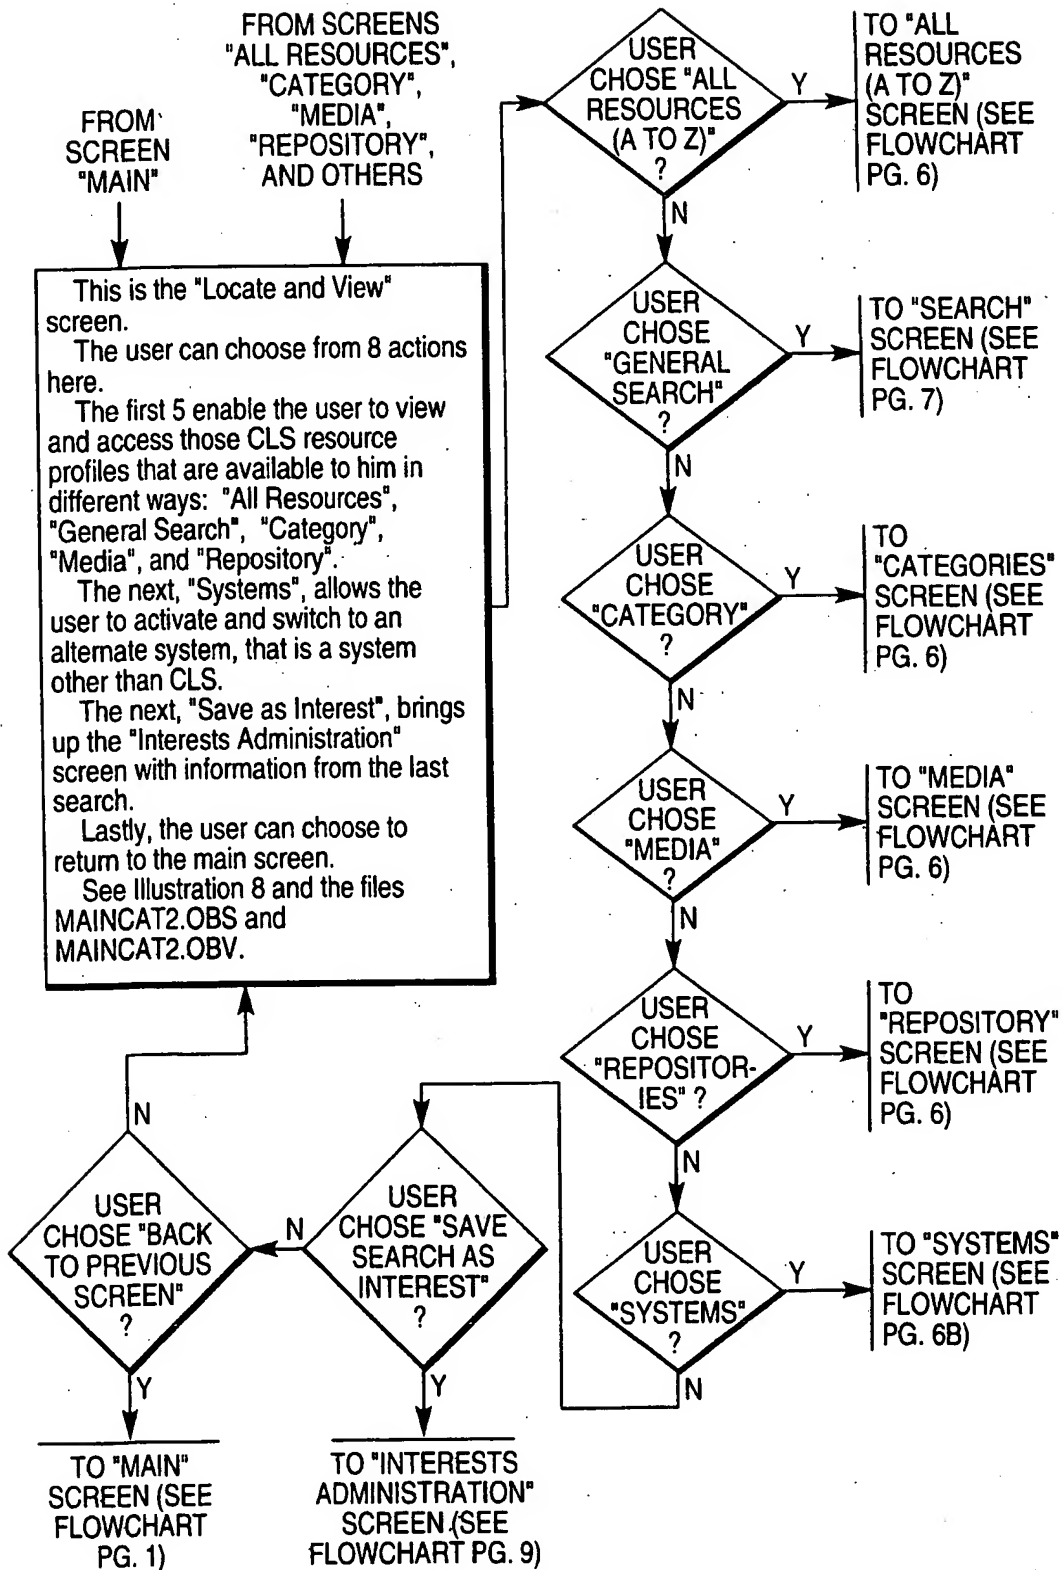 FROM
SCREEN
"MAIN"
FROM SCREENS
"ALL RESOURCES",
"CATEGORY",
"MEDIA",
"REPOSITORY",
AND OTHERS
This is the "Locate and View"
screen.
The user can choose from 8 actions
here.
The first 5 enable the user to view
and access those CLS resource
profiles that are available to him in
different ways: "All Resources",
"General Search", "Category",
"Media", and "Repository".
The next, "Systems", allows the
user to activate and switch to an
alternate system, that is a system
other than CLS.
The next, "Save as Interest", brings
up the "Interests Administration"
screen with information from the last
search.
Lastly, the user can choose to
return to the main screen.
See Illustration 8 and the files
MAINCAT2.OBS and
MAINCAT2.OBV.
USER
CHOSE "ALL
RESOURCES
(A TO Z)"
?
Y
TO "ALL
RESOURCES
(A TO Z)"
SCREEN (SEE
FLOWCHART
PG. 6)
N
USER
CHOSE
"GENERAL
SEARCH"
?
Y
TO "SEARCH"
SCREEN (SEE
FLOWCHART
PG. 7)
N
USER
CHOSE
"CATEGORY"
?
Y
TO
"CATEGORIES"
SCREEN (SEE
FLOWCHART
PG. 6)
N
USER
CHOSE
"MEDIA"
?
Y
TO "MEDIA"
SCREEN (SEE
FLOWCHART
PG. 6)
N
USER
CHOSE
"REPOSITOR-
IES" ?
Y
TO
"REPOSITORY"
SCREEN (SEE
FLOWCHART
PG. 6)
N
USER
CHOSE
"SYSTEMS"
?
Y
TO "SYSTEMS"
SCREEN (SEE
FLOWCHART
PG. 6B)
N
USER
CHOSE "SAVE
SEARCH AS
INTEREST"
?
Y
TO "INTERESTS
ADMINISTRATION"
SCREEN (SEE
FLOWCHART PG. 9)
N
USER
CHOSE "BACK
TO PREVIOUS
SCREEN"
?
N
Y
TO "MAIN"
SCREEN (SEE
FLOWCHART
PG. 1)